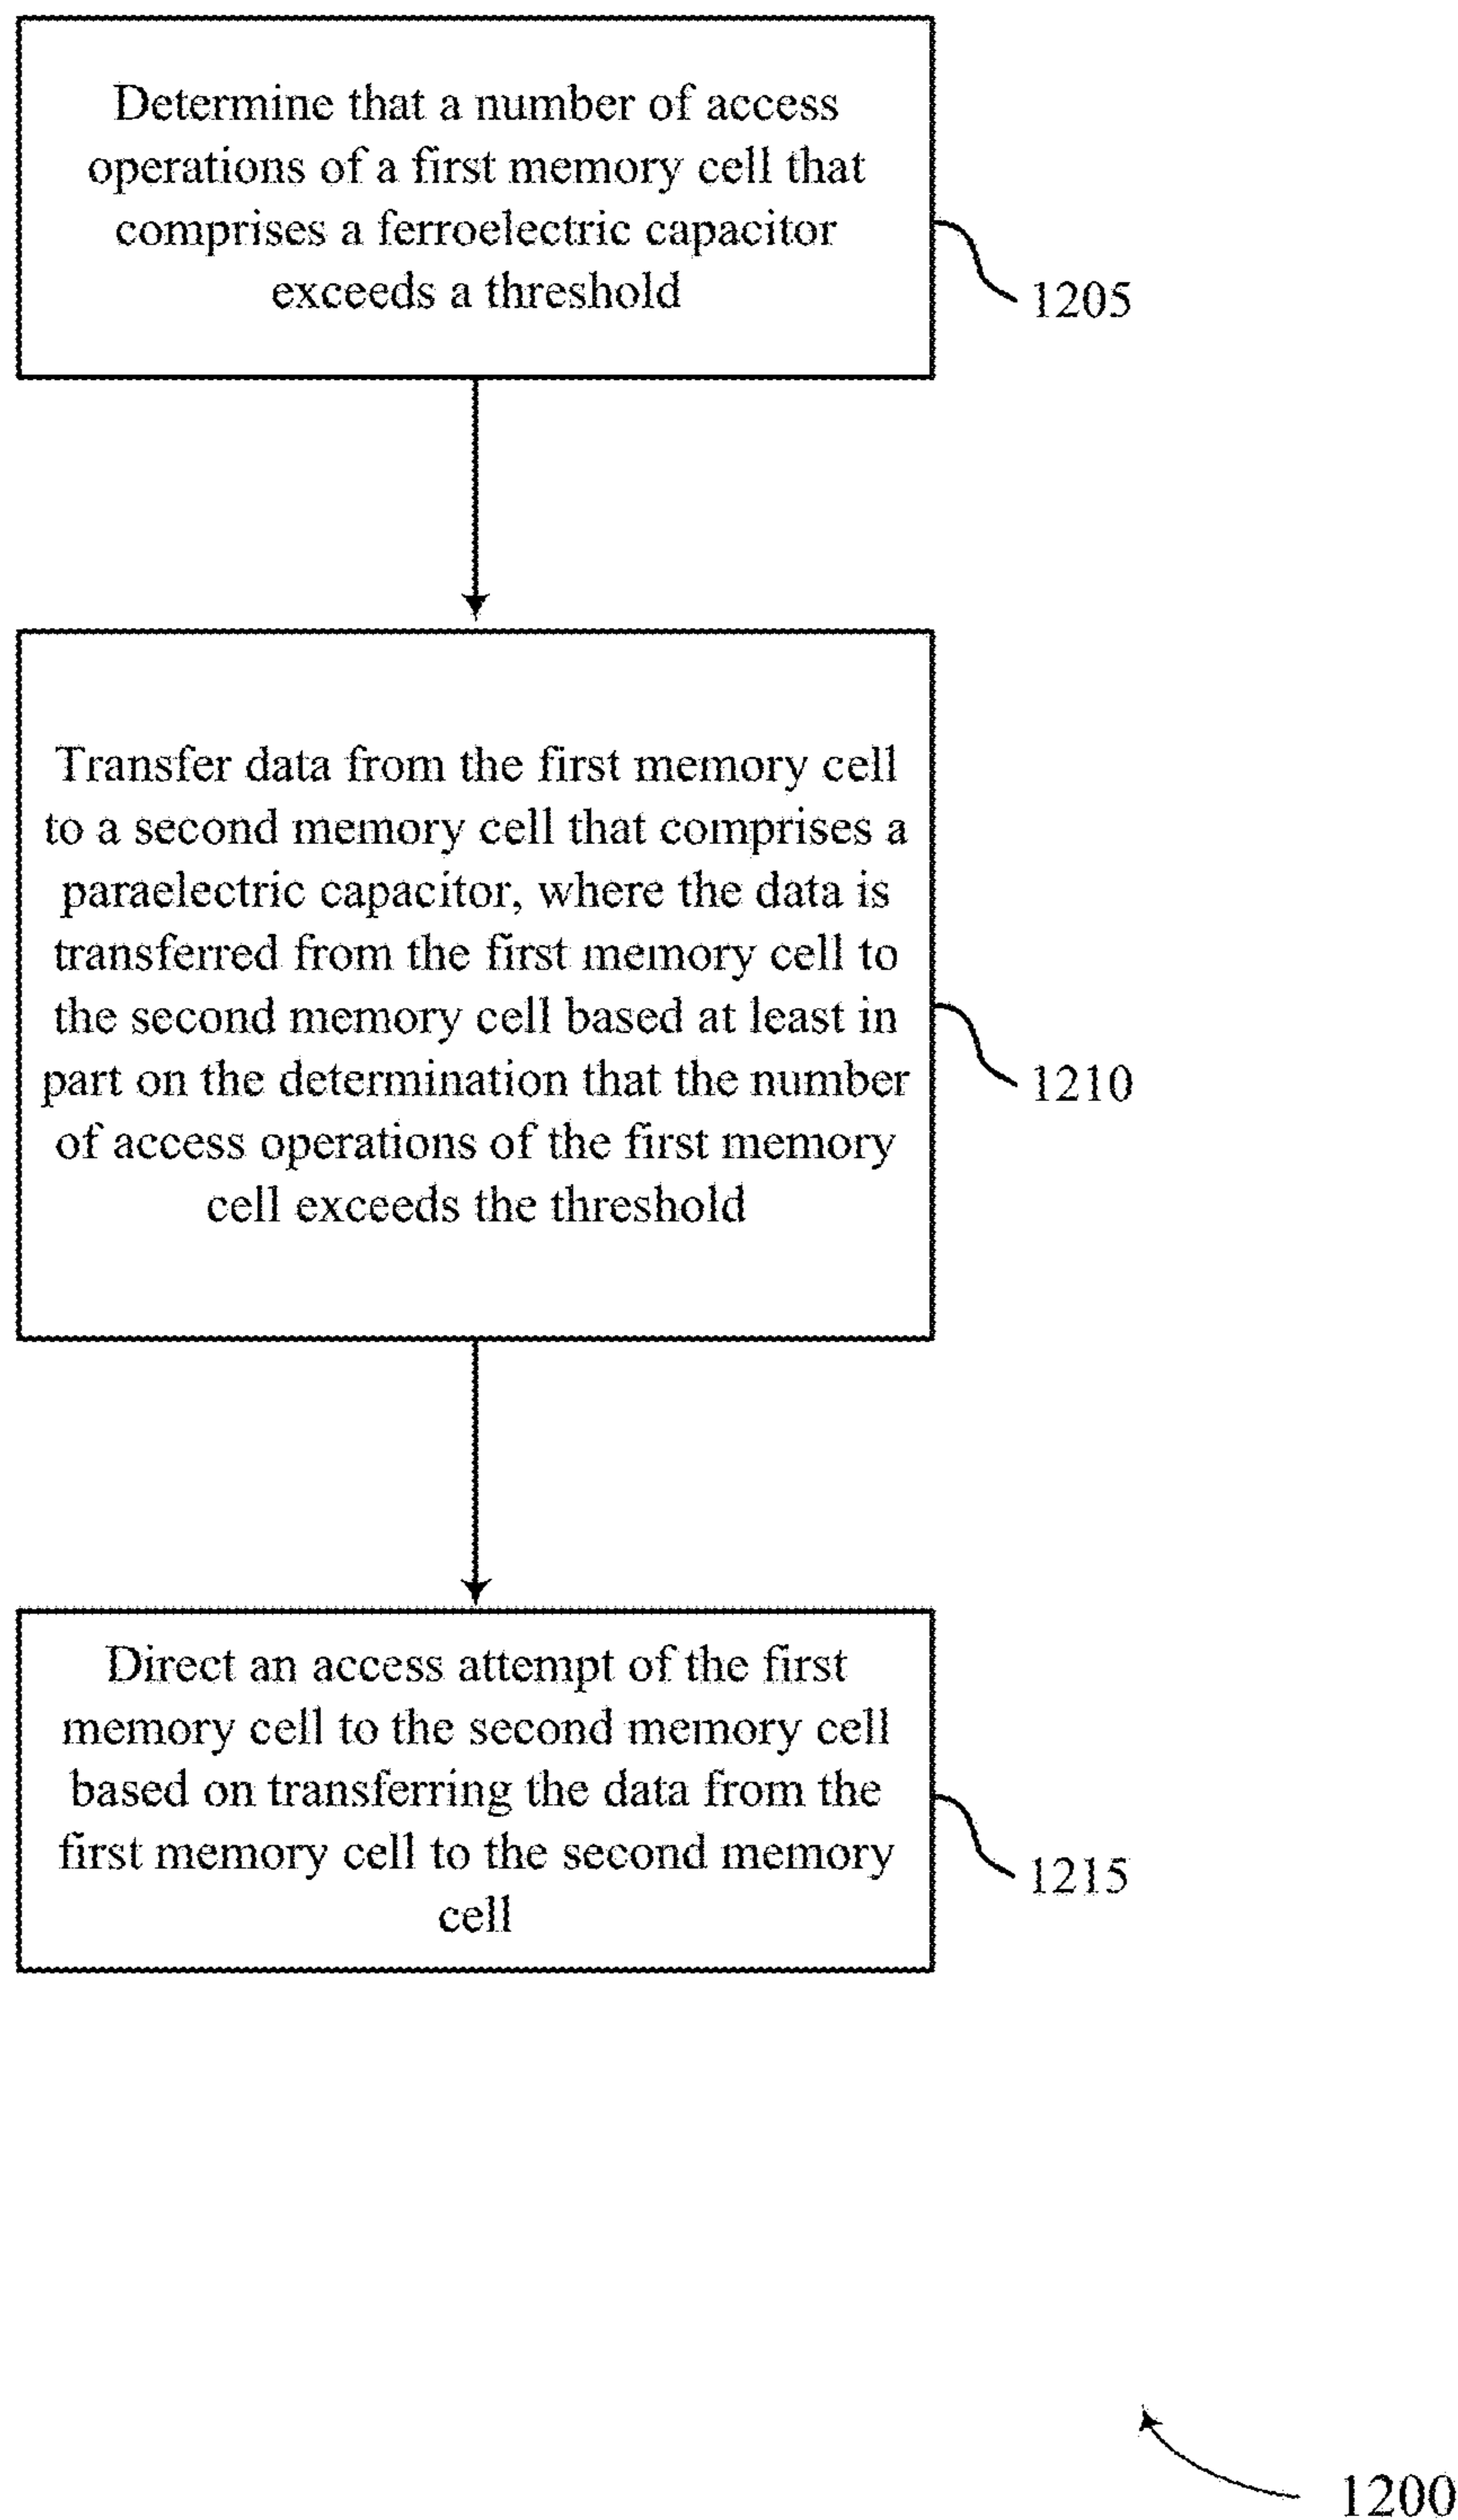 Determine that a number of access
operations of a first memory cell that
comprises a ferroelectric capacitor
exceeds a threshold
1205
Transfer data from the first memory cell
to a second memory cell that comprises a
paraelectric capacitor, where the data is
transferred from the first memory cell to
the second memory cell based at least in
part on the determination that the number
of access operations of the first memory
cell exceeds the threshold
1210
Direct an access attempt of the first
memory cell to the second memory cell
based on transferring the data from the
first memory cell to the second memory
cell
1215
1200